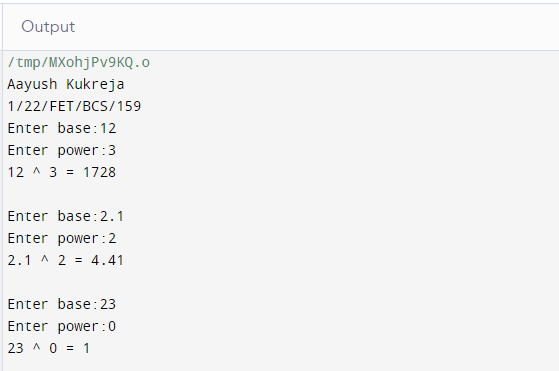 Output
/tmp/MXohjPv9KQ.o
Aayush Kukreja
1/22/FET/BCS/159
Enter base:12
Enter power:3
12 ^ 3 = 1728
Enter base:2.1
Enter power:2
2.1 ^ 2 = 4.41
Enter base:23
Enter power:0
23 ^ 0 = 1